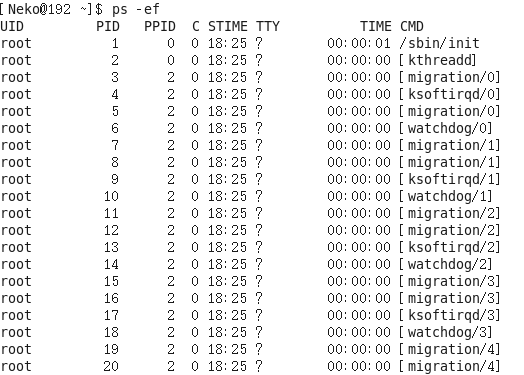 [Neko@192 ~]$ ps -ef
UID        PID  PPID  C STIME TTY          TIME CMD
root         1     0  0 18:25 ?        00:00:01 /sbin/init
root         2     0  0 18:25 ?        00:00:00 [kthreadd]
root         3     2  0 18:25 ?        00:00:00 [migration/0]
root         4     2  0 18:25 ?        00:00:00 [ksoftirqd/0]
root         5     2  0 18:25 ?        00:00:00 [migration/0]
root         6     2  0 18:25 ?        00:00:00 [watchdog/0]
root         7     2  0 18:25 ?        00:00:00 [migration/1]
root         8     2  0 18:25 ?        00:00:00 [migration/1]
root         9     2  0 18:25 ?        00:00:00 [ksoftirqd/1]
root        10     2  0 18:25 ?        00:00:00 [watchdog/1]
root        11     2  0 18:25 ?        00:00:00 [migration/2]
root        12     2  0 18:25 ?        00:00:00 [migration/2]
root        13     2  0 18:25 ?        00:00:00 [ksoftirqd/2]
root        14     2  0 18:25 ?        00:00:00 [watchdog/2]
root        15     2  0 18:25 ?        00:00:00 [migration/3]
root        16     2  0 18:25 ?        00:00:00 [migration/3]
root        17     2  0 18:25 ?        00:00:00 [ksoftirqd/3]
root        18     2  0 18:25 ?        00:00:00 [watchdog/3]
root        19     2  0 18:25 ?        00:00:00 [migration/4]
root        20     2  0 18:25 ?        00:00:00 [migration/4]